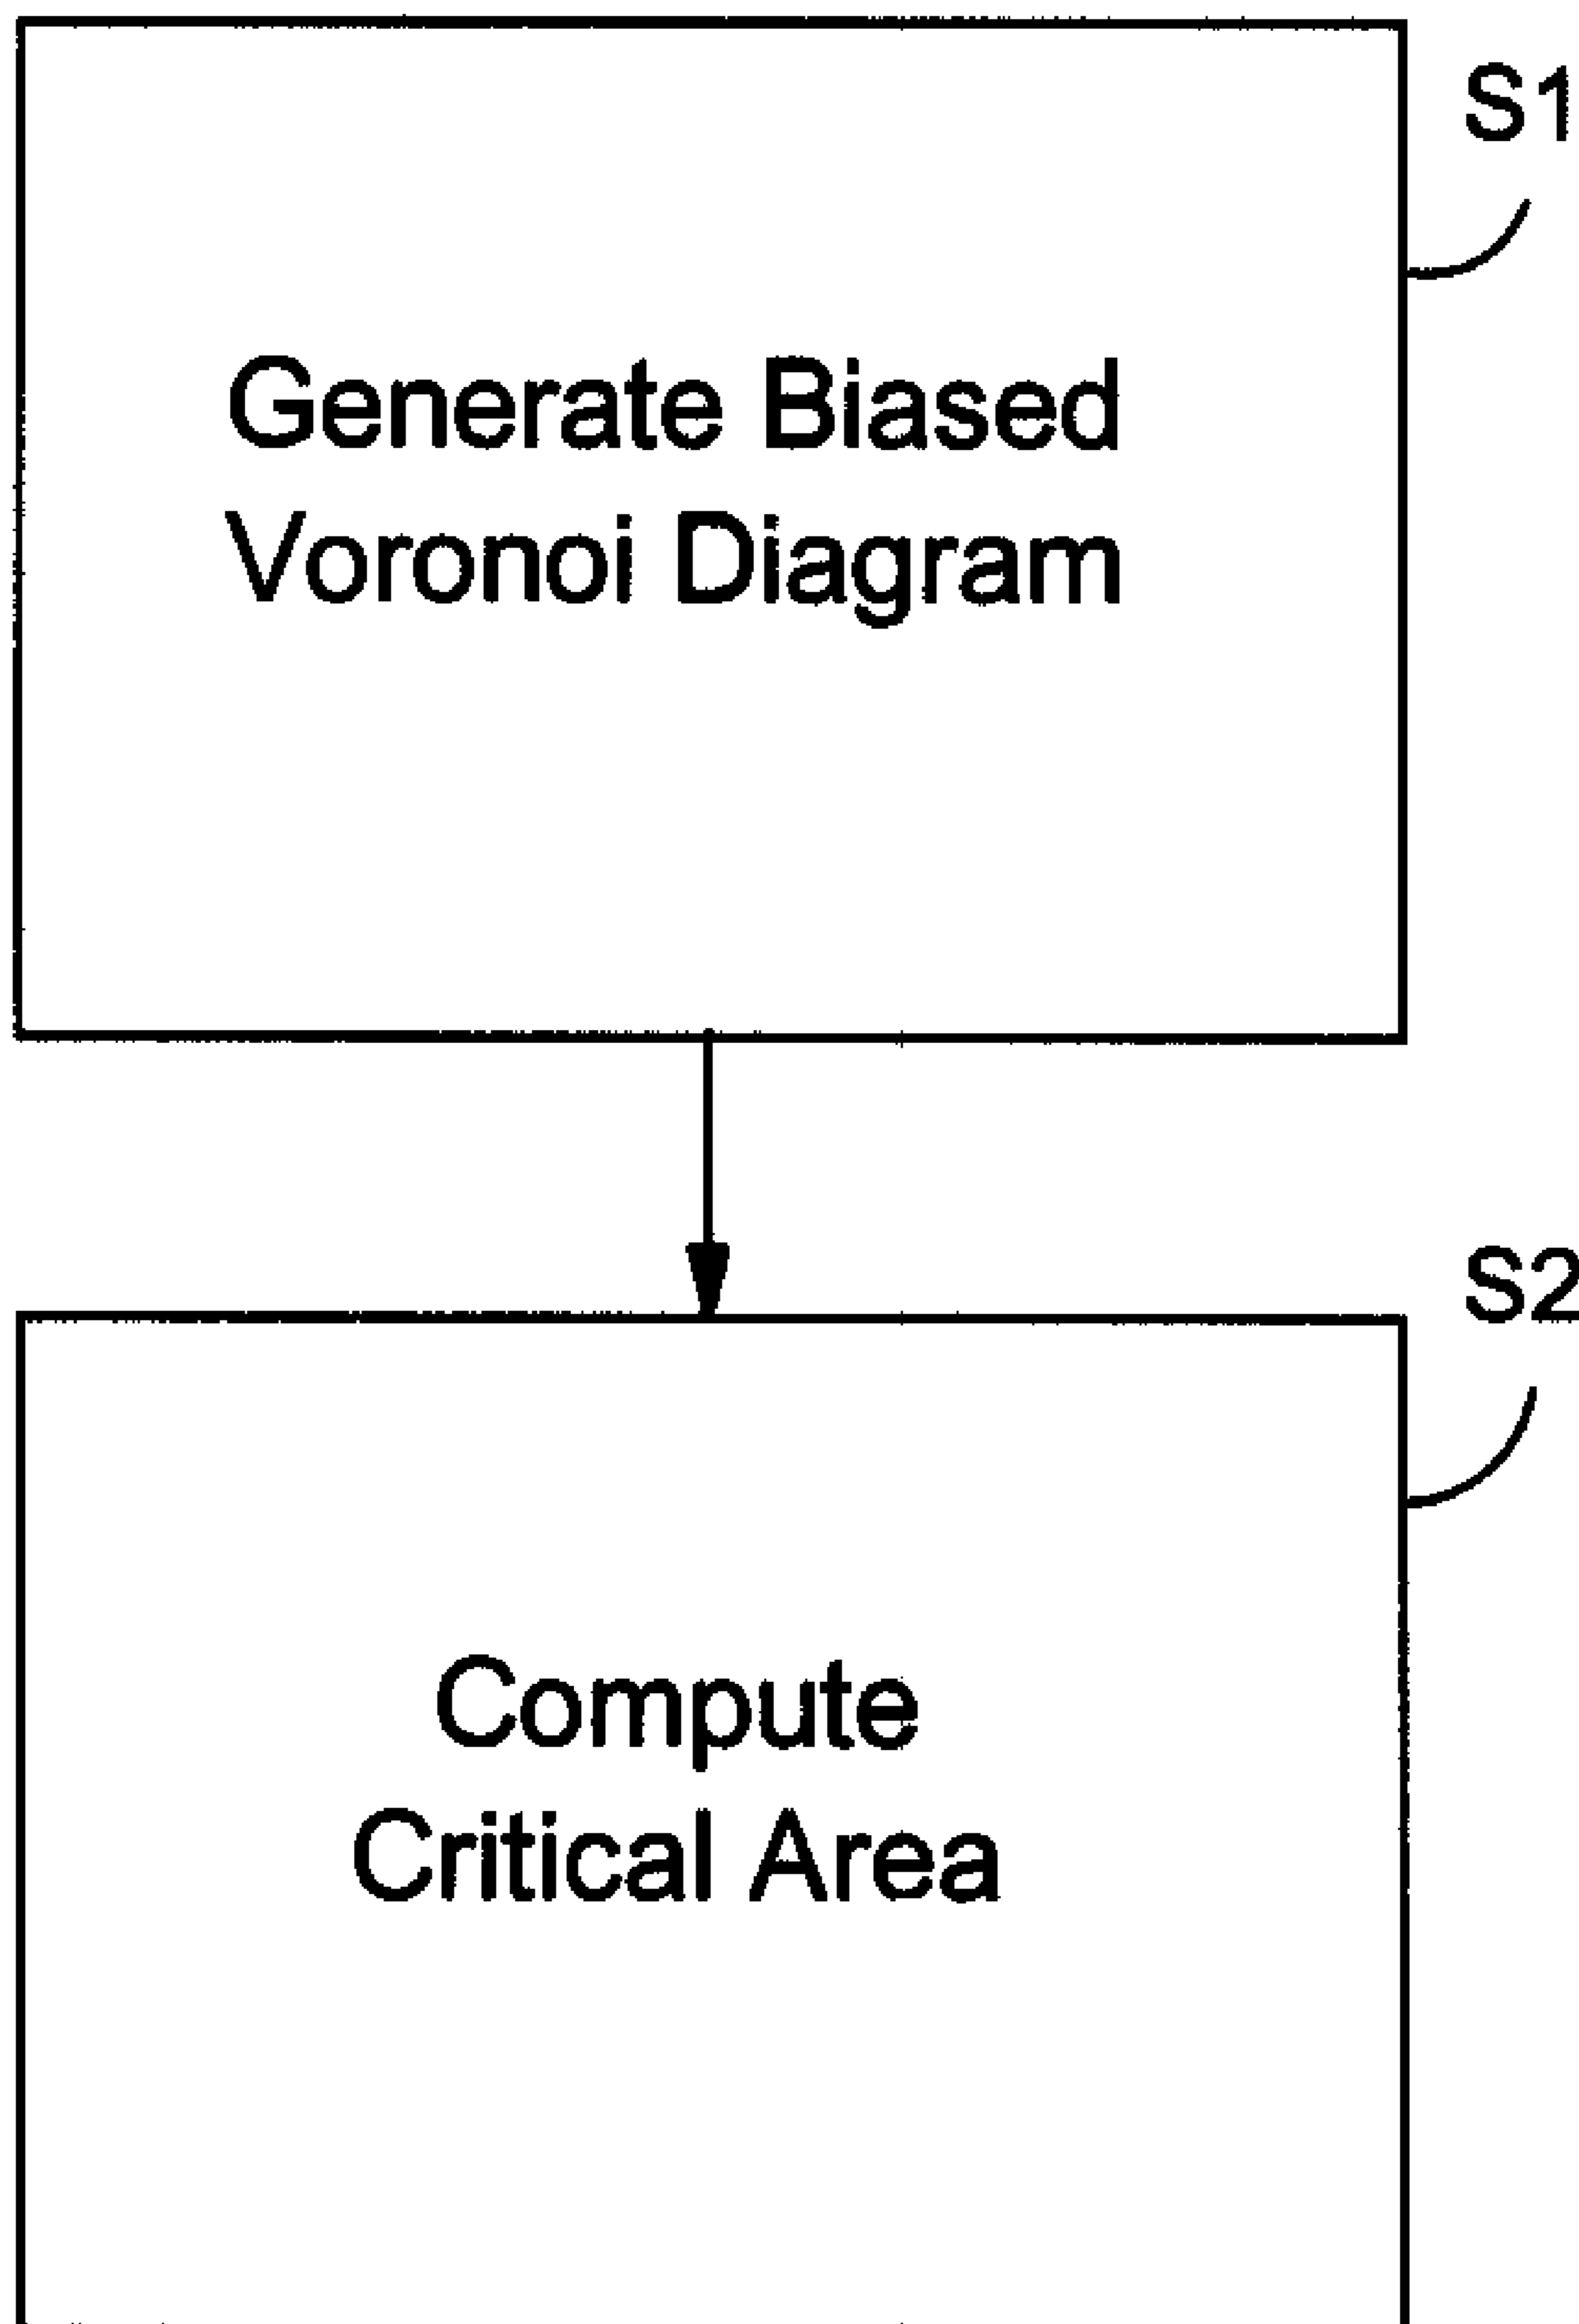 S1
Generate Biased
Voronoi Diagram
S2
Compute
Critical Area